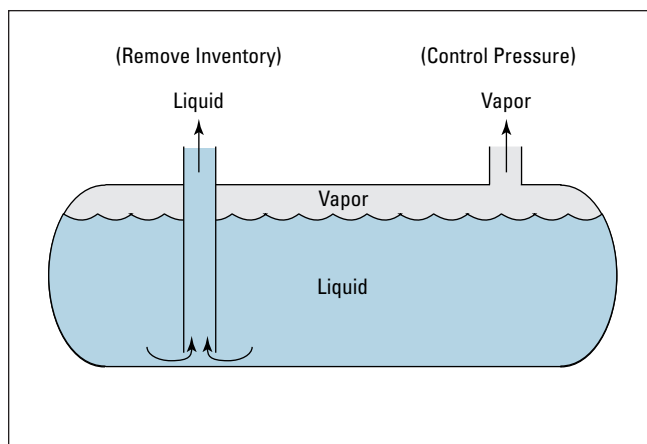 (Remove Inventory)
(Control Pressure)
Liquid
Vapor
Vapor
Liquid